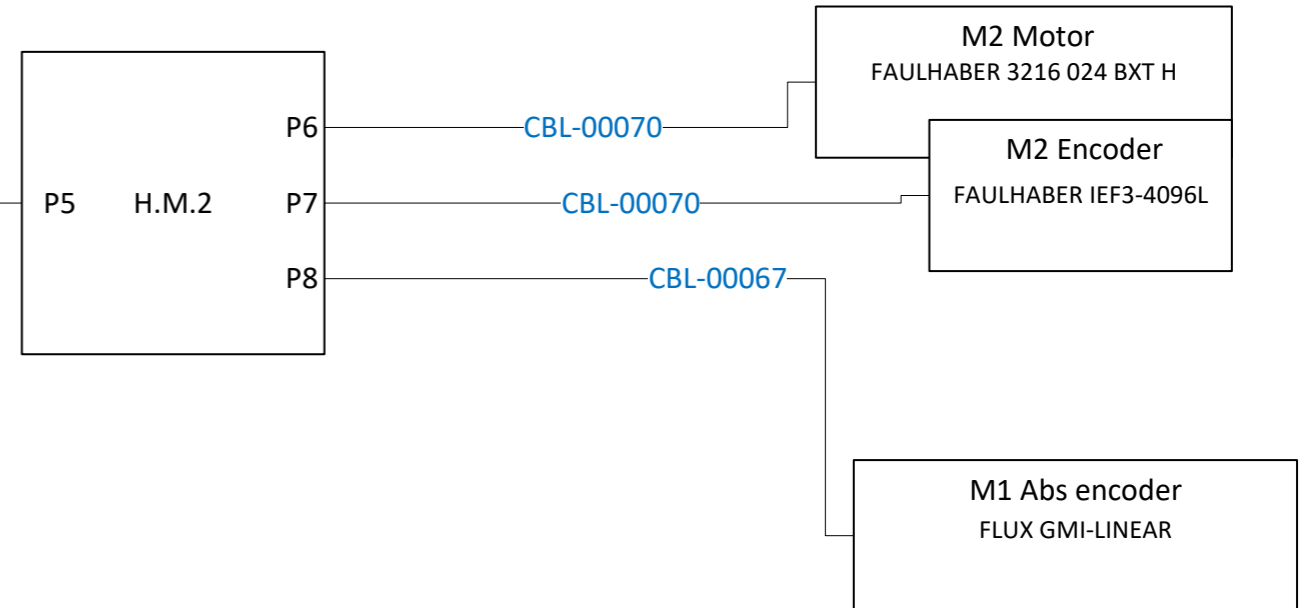 M2 Motor
FAULHABER 3216 024 BXT H
P6
CBL-00070
M2 Encoder
FAULHABER IEF3-4096L
P5
H.M.2
P7
CBL-00070
P8
CBL-00067
M1 Abs encoder
FLUX GMI-LINEAR